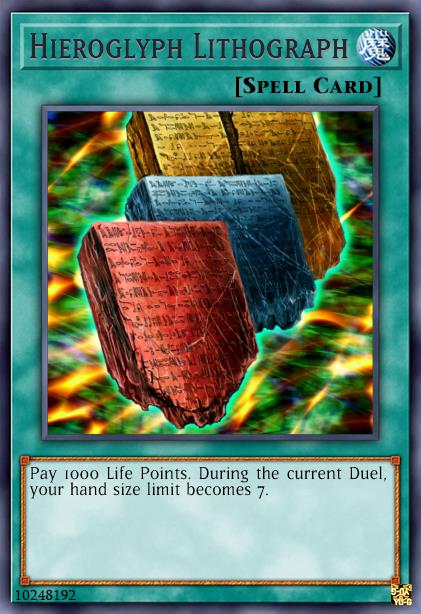 Hieroglyph Lithograph 魔
[Spell Card]
Pay 1000 Life Points. During the current Duel,
your hand size limit becomes 7.
10248192